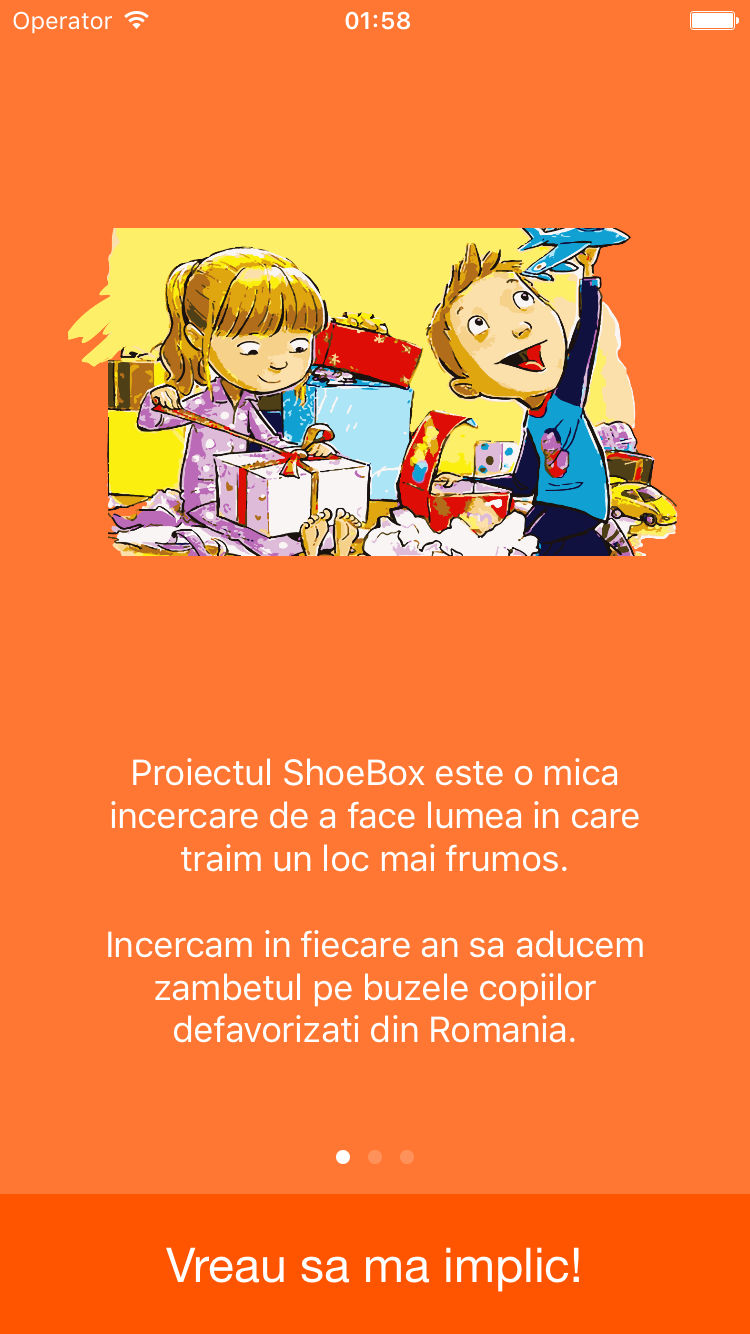 Operator 01:58
Proiectul ShoeBox este o mica
incercare de a face lumea in care
traim un loc mai frumos.
Incercam in fiecare an sa aducem
zambetul pe buzele copiilor
defavorizati din Romania.
Vreau sa ma implic!